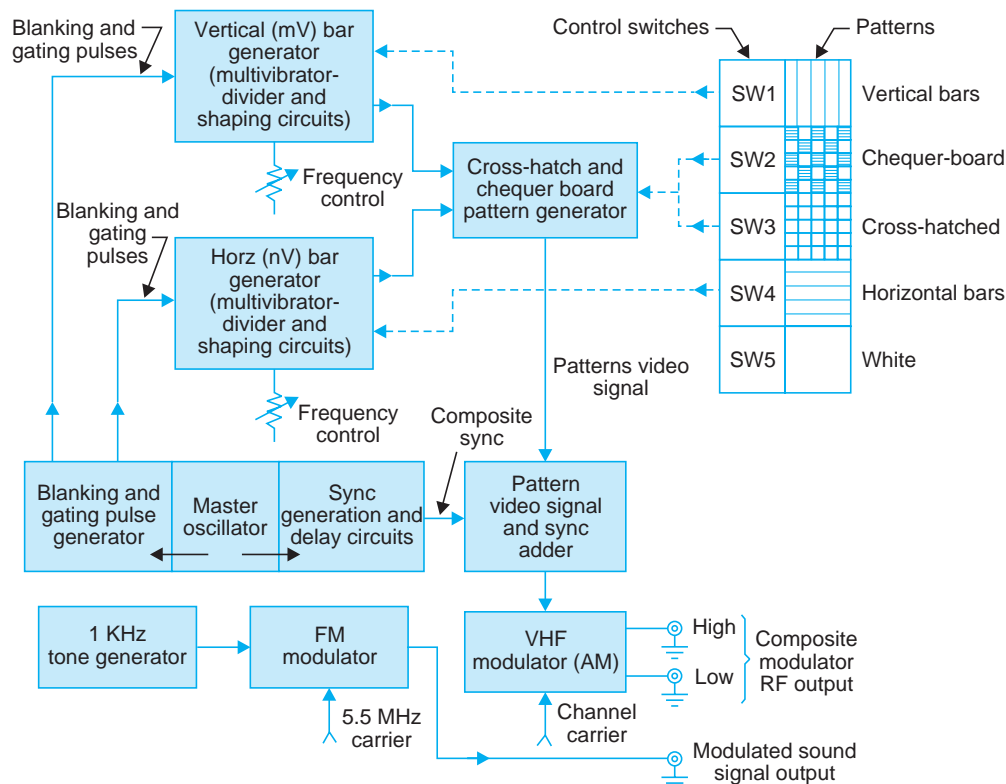 Blanking and
gating pulses
Vertical (mV) bar
generator
(multivibrator-
divider and
shaping circuits)
Control switches
Patterns
SW1
Vertical bars
SW2
Chequer-board
SW3
Cross-hatched
SW4
Horizontal bars
SW5
White
Frequency
control
Cross-hatch and
chequer board
pattern generator
Blanking and
gating
pulses
Horz (nV) bar
generator
(multivibrator-
divider and
shaping circuits)
Frequency
control
Patterns video
signal
Composite
sync
Blanking and
gating pulse
generator
Master
oscillator
Sync
generation and
delay circuits
Pattern
video signal
and sync
adder
1 KHz
tone generator
FM
modulator
VHF
modulator (AM)
High
Low
Composite
modulator
RF output
5.5 MHz
carrier
Channel
carrier
Modulated sound
signal output